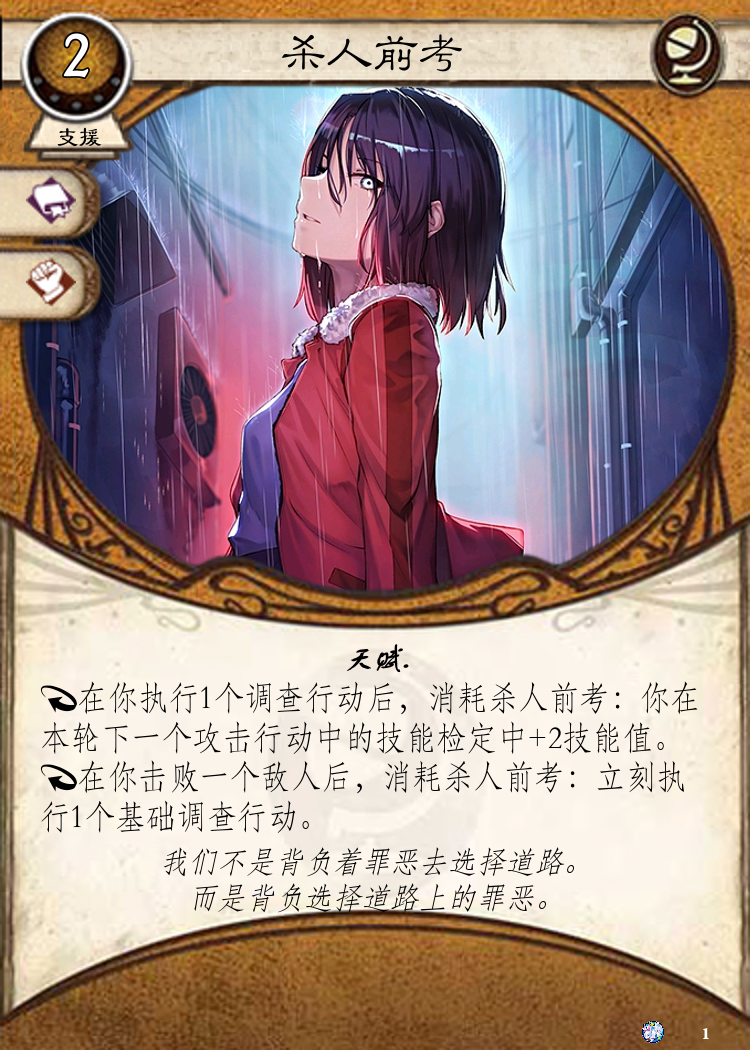 2
杀人前考
支援
天赋.
在你执行1个调查行动后，消耗杀人前考：你在
本轮下一个攻击行动中的技能检定中+2技能值。
在你击败一个敌人后，消耗杀人前考：立刻执
行1个基础调查行动。
我们不是背负着罪恶去选择道路。
而是背负选择道路上的罪恶。
1